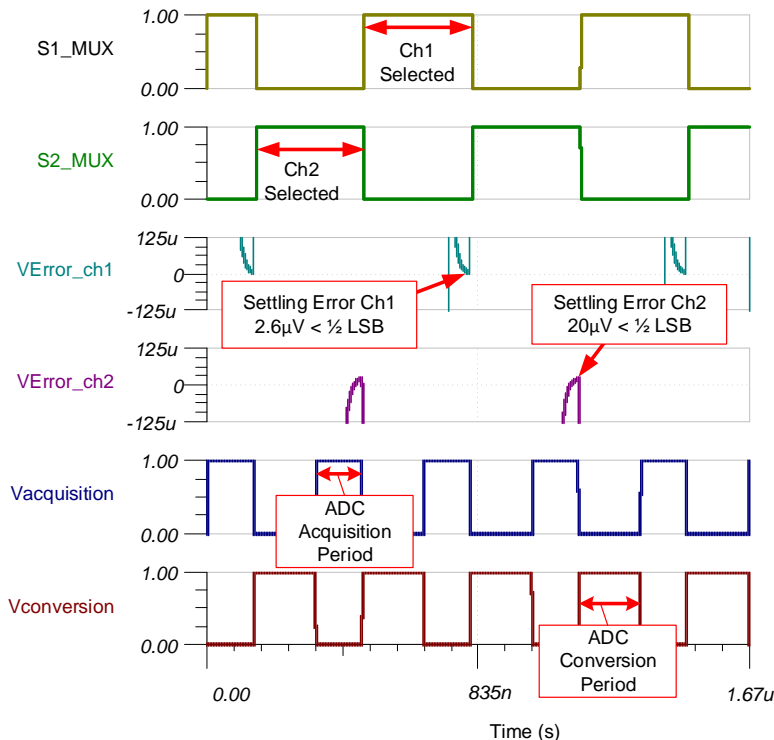 S1_MUX
1.00
0.00
Ch1
Selected
S2_MUX
1.00
0.00
Ch2
Selected
VError_ch1
125u
0
-125u
Settling Error Ch1
2.6µV < ½ LSB
Settling Error Ch2
20µV < ½ LSB
VError_ch2
125u
0
-125u
Vacquisition
1.00
0.00
ADC
Acquisition
Period
Vconversion
1.00
0.00
ADC
Conversion
Period
0.00
835n
1.67u
Time (s)